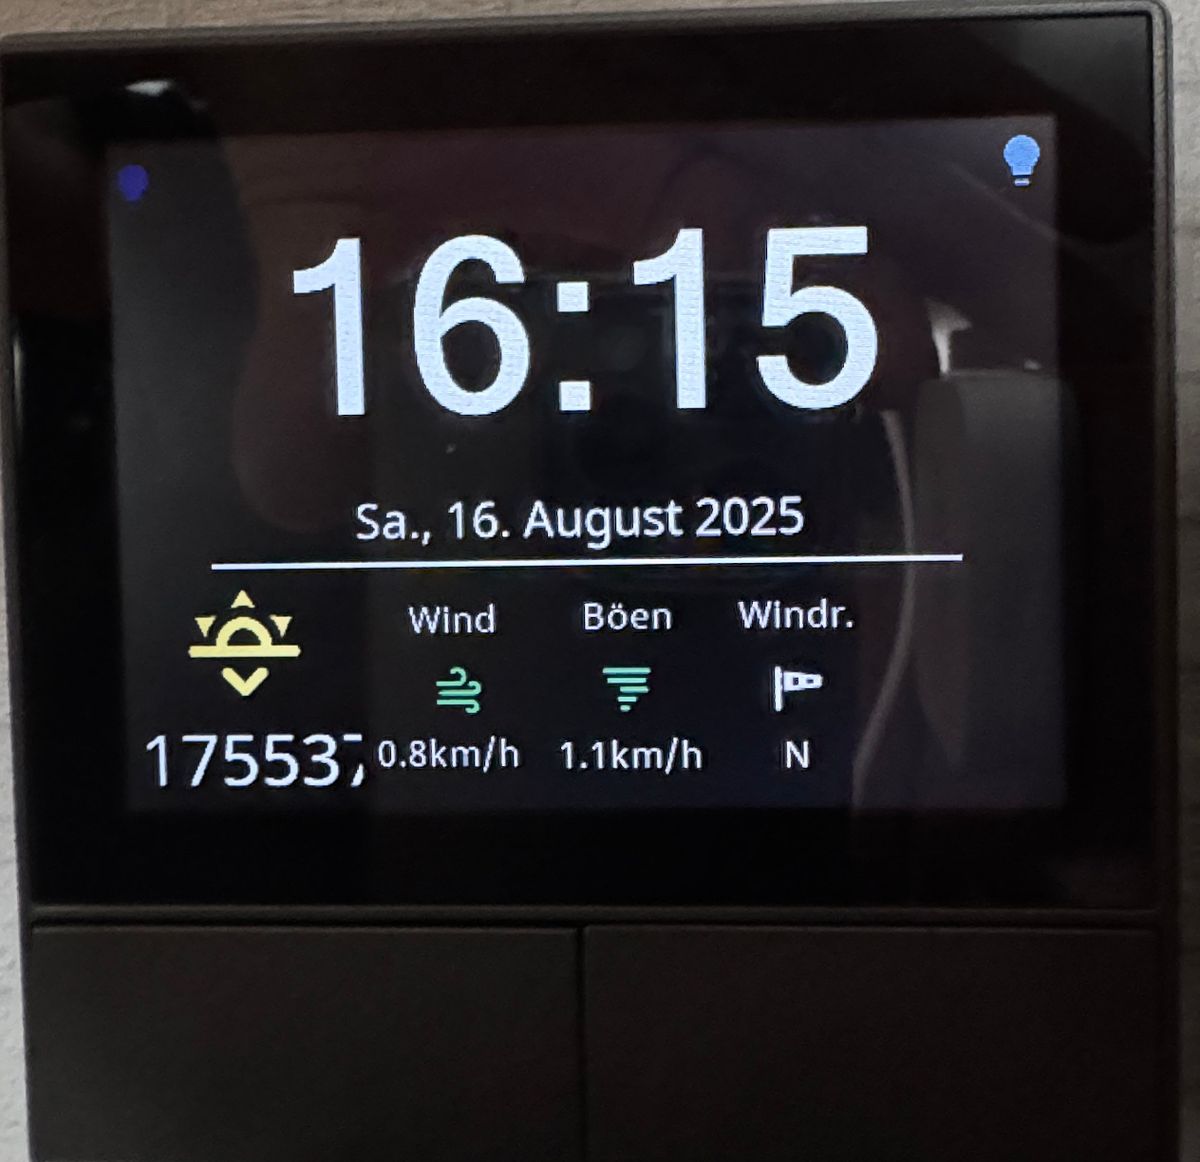 16:15
Sa., 16. August 2025
Wind Böen Windr.
17553 0.8km/h 1.1km/h N